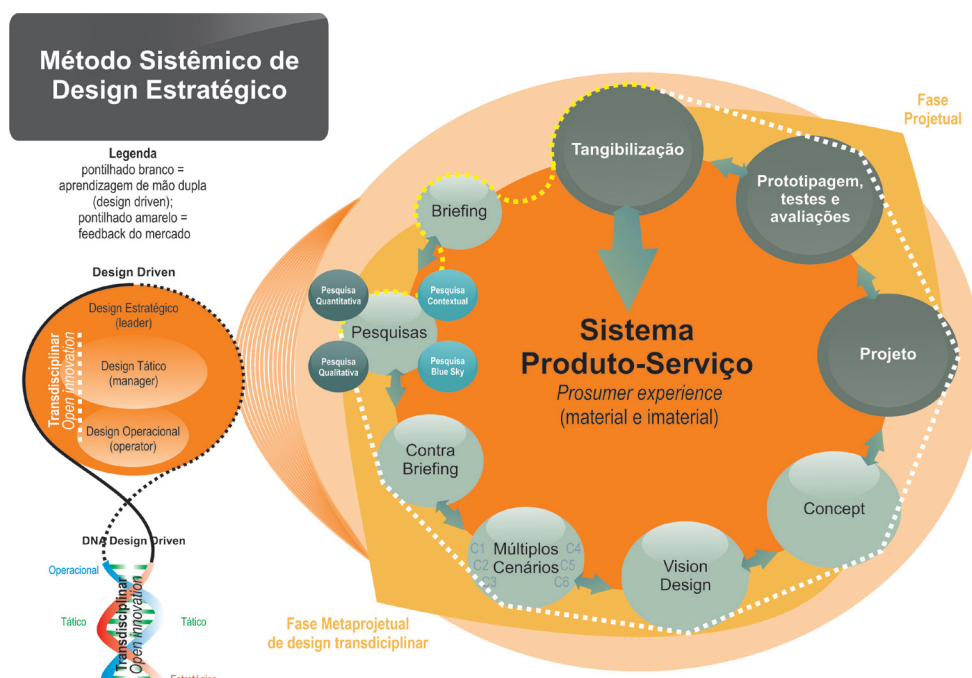 Método Sistêmico de
Design Estratégico
Legenda
pontilhado branco =
aprendizagem de mão dupla
(design driven);
pontilhado amarelo =
feedback do mercado
Design Driven
Design Estratégico
(leader)
Design Tático
(manager)
Design Operacional
(operator)
Transdisciplinar
Open innovation
DNA Design Driven
Operacional
Tático
Tático
Transdisciplinar
Open innovation
Estratégico
Fase
Projetual
Tangibilização
Prototipagem,
testes e
avaliações
Projeto
Concept
Vision
Design
Múltiplos
Cenários
C1
C2
C3
C4
C5
C6
Contra
Briefing
Pesquisas
Pesquisa
Quantitativa
Pesquisa
Contextual
Pesquisa
Qualitativa
Pesquisa
Blue Sky
Briefing
Sistema
Produto-Serviço
Prosumer experience
(material e imaterial)
Fase Metaprojetual
de design transdiciplinar